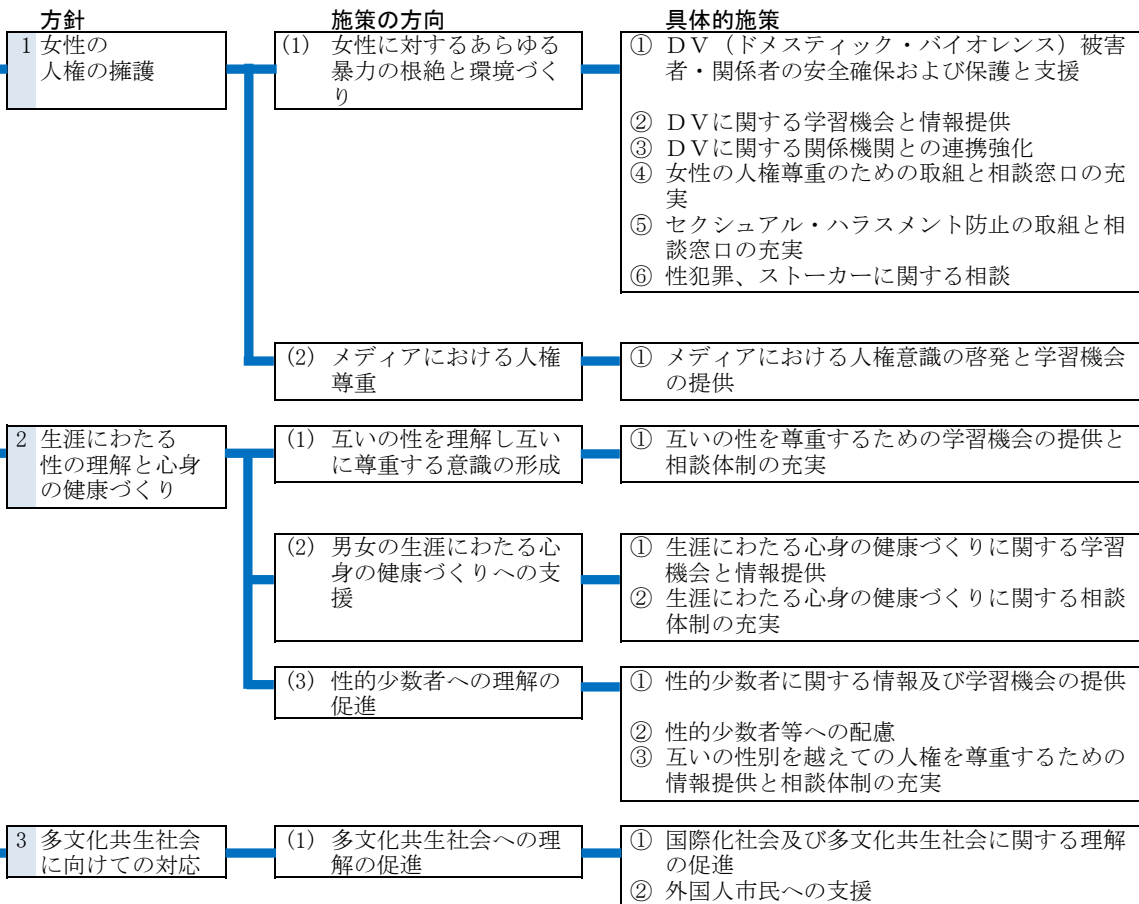 方針
施策の方向
具体的施策
1 女性の
人権の擁護
(1) 女性に対するあらゆる
暴力の根絶と環境づく
り
① ＤＶ（ドメスティック・バイオレンス）被害
者・関係者の安全確保および保護と支援
② ＤＶに関する学習機会と情報提供
③ ＤＶに関する関係機関との連携強化
④ 女性の人権尊重のための取組と相談窓口の充
実
⑤ セクシュアル・ハラスメント防止の取組と相
談窓口の充実
⑥ 性犯罪、ストーカーに関する相談
(2) メディアにおける人権
尊重
① メディアにおける人権意識の啓発と学習機会
の提供
2 生涯にわたる
性の理解と心身
の健康づくり
(1) 互いの性を理解し互い
に尊重する意識の形成
① 互いの性を尊重するための学習機会の提供と
相談体制の充実
(2) 男女の生涯にわたる心
身の健康づくりへの支
援
① 生涯にわたる心身の健康づくりに関する学習
機会と情報提供
② 生涯にわたる心身の健康づくりに関する相談
体制の充実
(3) 性的少数者への理解の
促進
① 性的少数者に関する情報及び学習機会の提供
② 性的少数者等への配慮
③ 互いの性別を越えての人権を尊重するための
情報提供と相談体制の充実
3 多文化共生社会
に向けての対応
(1) 多文化共生社会への理
解の促進
① 国際化社会及び多文化共生社会に関する理解
の促進
② 外国人市民への支援